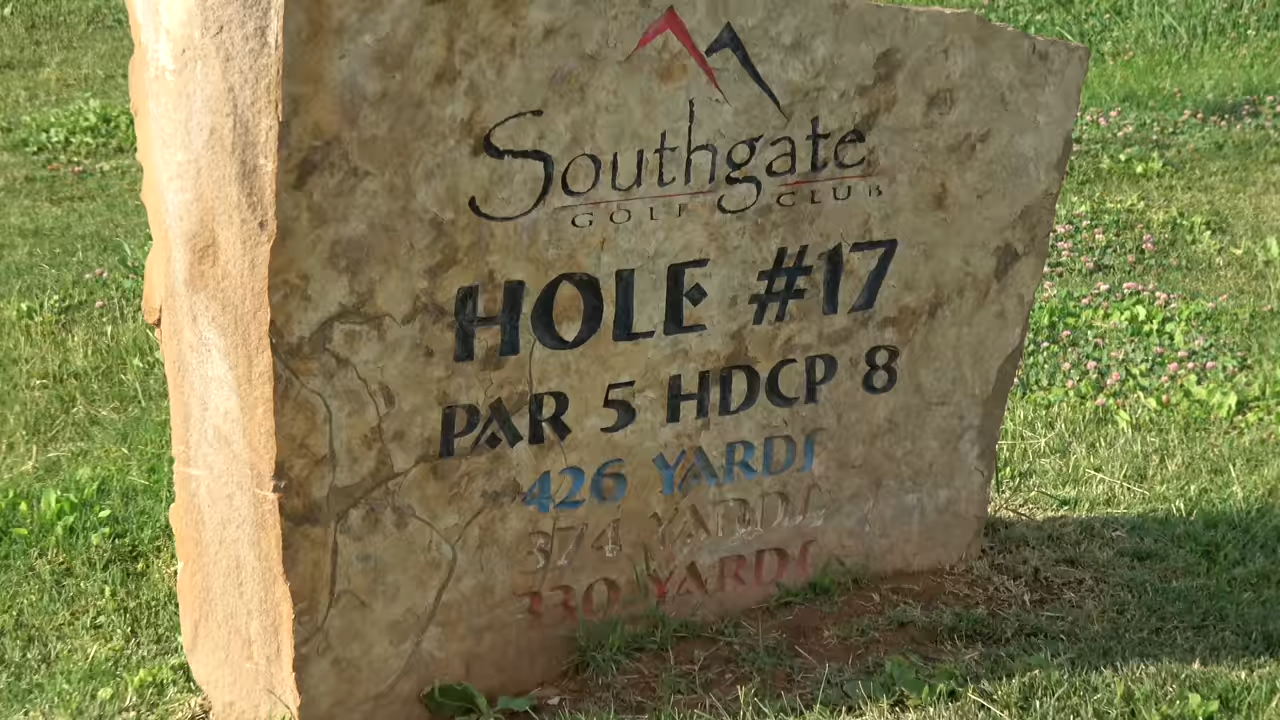 Southgate
GOLF CLUB
HOLE #17
PAR 5 HDCP 8
426 YARDS
374 YARDS
330 YARDS